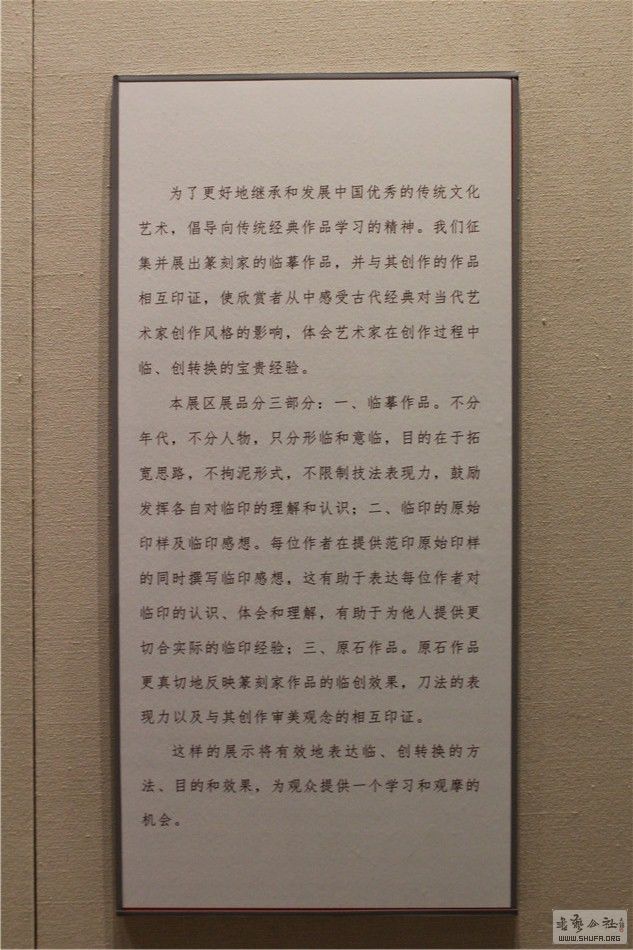 为了更好地继承和发展中国优秀的传统文化
艺术，倡导向传统经典作品学习的精神。我们征
集并展出篆刻家的临摹作品，并与其创作的作品
相互印证，使欣赏者从中感受古代经典对当代艺
术家创作风格的影响，体会艺术家在创作过程中
临、创转换的宝贵经验。
本展区展品分三部分：一、临摹作品。不分
年代，不分人物，只分形临和意临，目的在于拓
宽思路，不拘泥形式，不限制技法表现力，鼓励
发挥各自对临印的理解和认识；二、临印的原始
印样及临印感想。每位作者在提供范印原始印样
的同时撰写临印感想，这有助于表达每位作者对
临印的认识、体会和理解，有助于为他人提供更
切合实际的临印经验；三、原石作品。原石作品
更真切地反映篆刻家作品的临创效果，刀法的表
现力以及与其创作审美观念的相互印证。
这样的展示将有效地表达临、创转换的方
法、目的和效果，为观众提供一个学习和观摩的
机会。
WWW.SHUFA.ORG